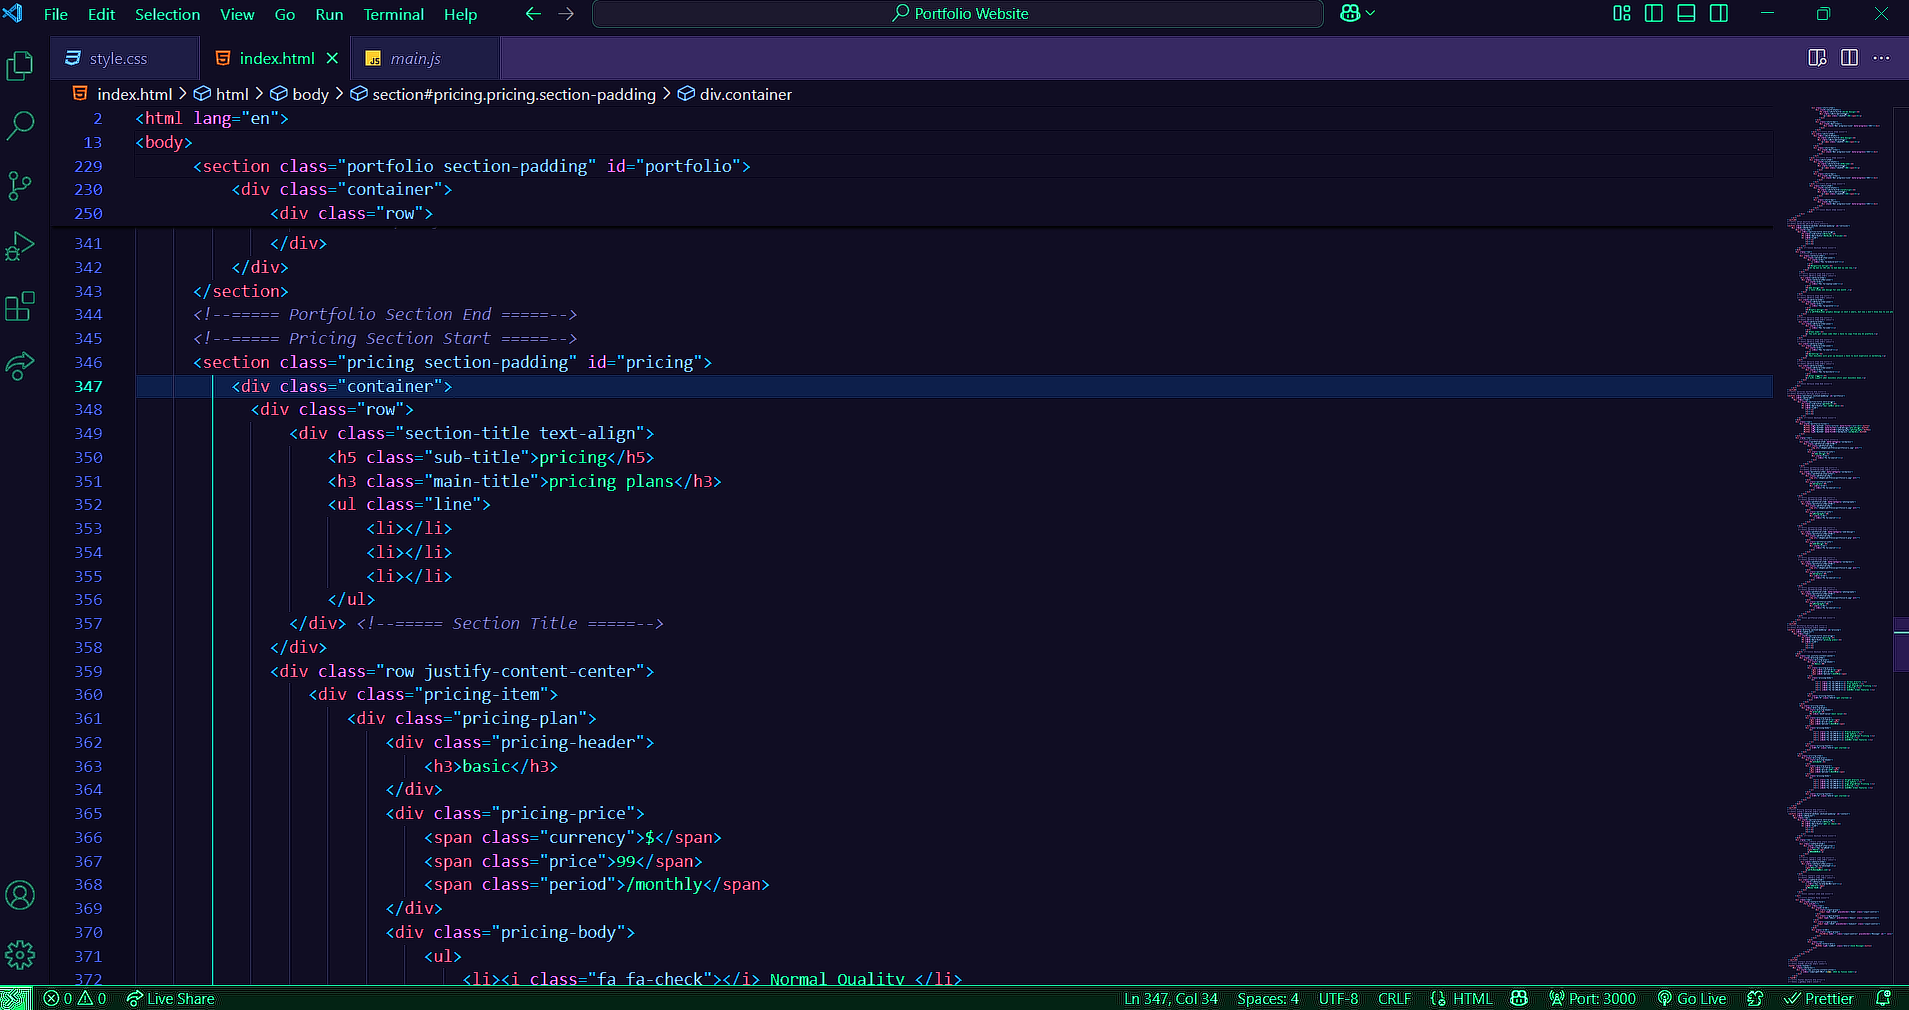 File Edit Selection View Go Run Terminal Help Portfolio Website
style.css index.html main.js
index.html > html > body > section#pricing.pricing.section-padding > div.container
2 <html lang="en">
13 <body>
229 <section class="portfolio section-padding" id="portfolio">
230 <div class="container">
250 <div class="row">
341 </div>
342 </div>
343 </section>
344 <!--===== Portfolio Section End =====-->
345 <!--===== Pricing Section Start =====-->
346 <section class="pricing section-padding" id="pricing">
347 <div class="container">
348 <div class="row">
349 <div class="section-title text-align">
350 <h5 class="sub-title">pricing</h5>
351 <h3 class="main-title">pricing plans</h3>
352 <ul class="line">
353 <li></li>
354 <li></li>
355 <li></li>
356 </ul>
357 </div> <!--===== Section Title =====-->
358 </div>
359 <div class="row justify-content-center">
360 <div class="pricing-item">
361 <div class="pricing-plan">
362 <div class="pricing-header">
363 <h3>basic</h3>
364 </div>
365 <div class="pricing-price">
366 <span class="currency">$</span>
367 <span class="price">99</span>
368 <span class="period">/monthly</span>
369 </div>
370 <div class="pricing-body">
371 <ul>
372 <li><i class="fa fa-check"></i> Normal Quality </li>
0 0 Live Share Ln 347, Col 34 Spaces: 4 UTF-8 CRLF {} HTML Port: 3000 Go Live Prettier